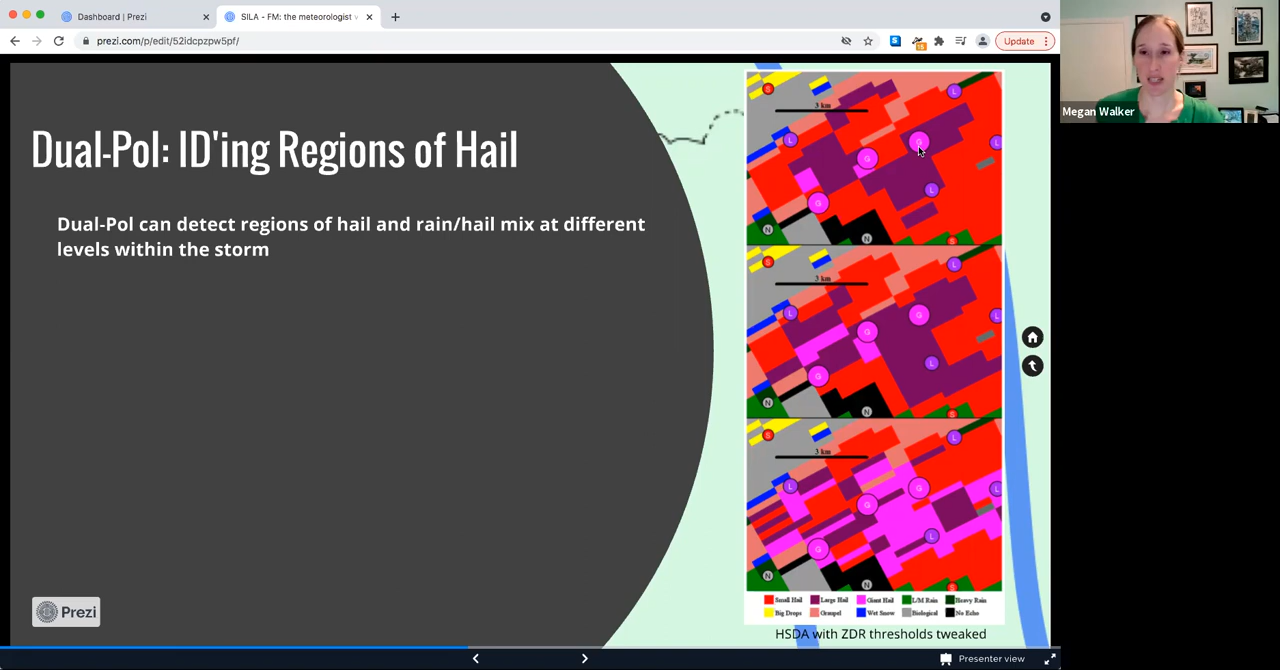 Dashboard | Prezi
SILA - FM: the meteorologist v
prezi.com/p/edit/52idcpzpw5pf/
15
Update
Megan Walker
Dual-Pol: ID'ing Regions of Hail
Dual-Pol can detect regions of hail and rain/hail mix at different
levels within the storm
S
L
3 km
G
G
L
L
L
G
N
N
S
S
L
3 km
G
G
L
L
L
G
N
N
S
S
L
3 km
G
G
L
L
L
G
N
N
S
Small Hail Large Hail Giant Hail L/M Rain Heavy Rain
Big Drops Graupel Wet Snow Biological No Echo
HSDA with ZDR thresholds tweaked
Prezi
Presenter view